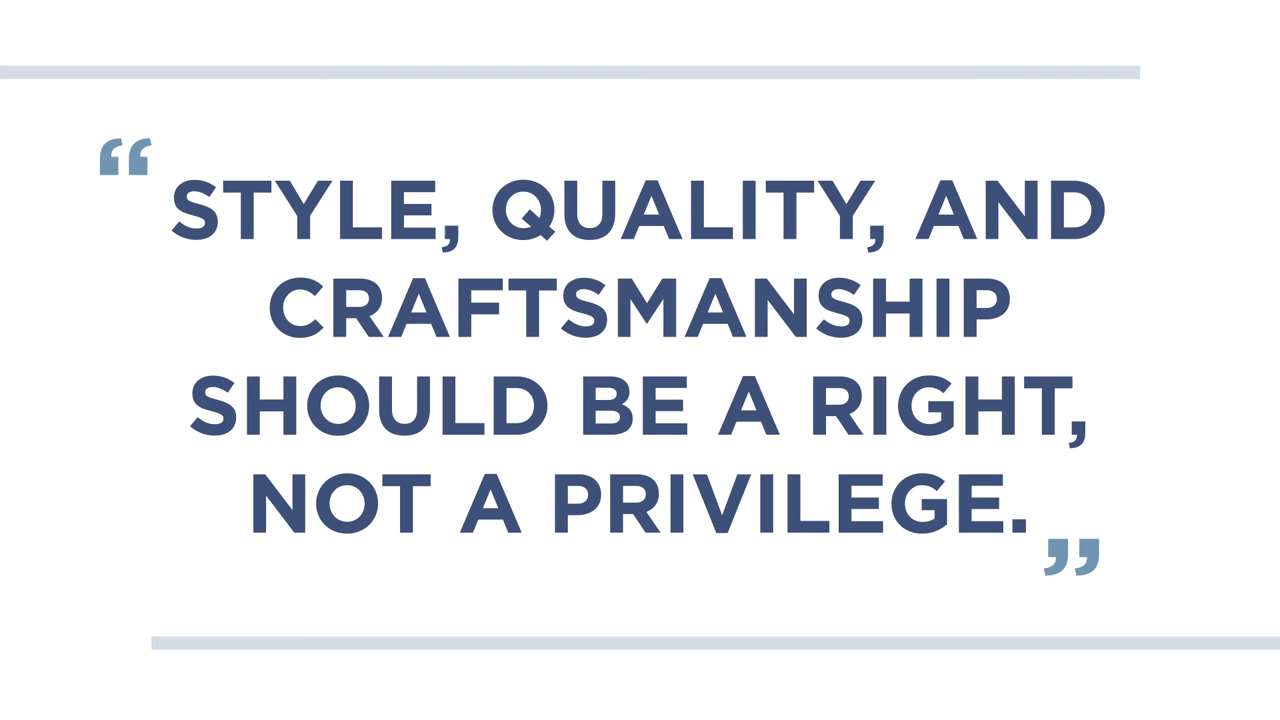 “STYLE, QUALITY, AND
CRAFTSMANSHIP
SHOULD BE A RIGHT,
NOT A PRIVILEGE.”